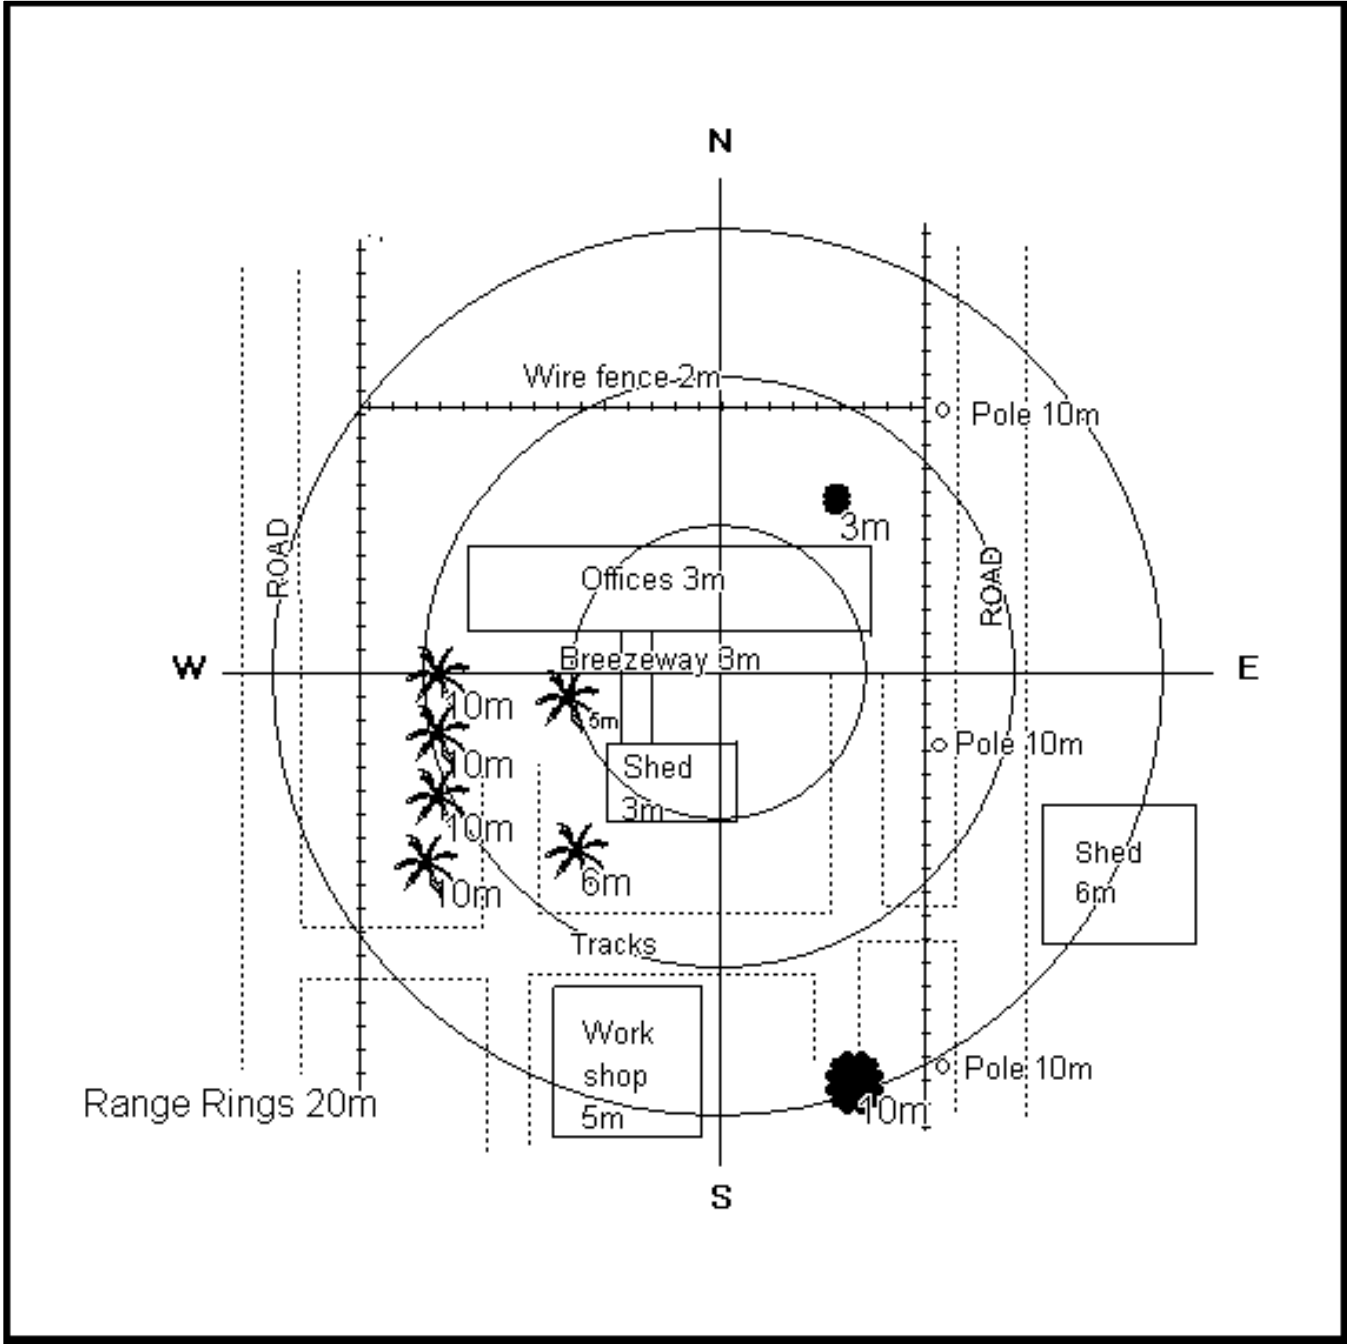 N
Wire fence-2m
Pole 10m
3m
ROAD
ROAD
Offices 3m
Breezeway 3m
W
E
10m
5m
10m
Pole 10m
Shed
3m
10m
Shed
6m
6m
10m
Tracks
Work
shop
5m
Pole 10m
10m
Range Rings 20m
S